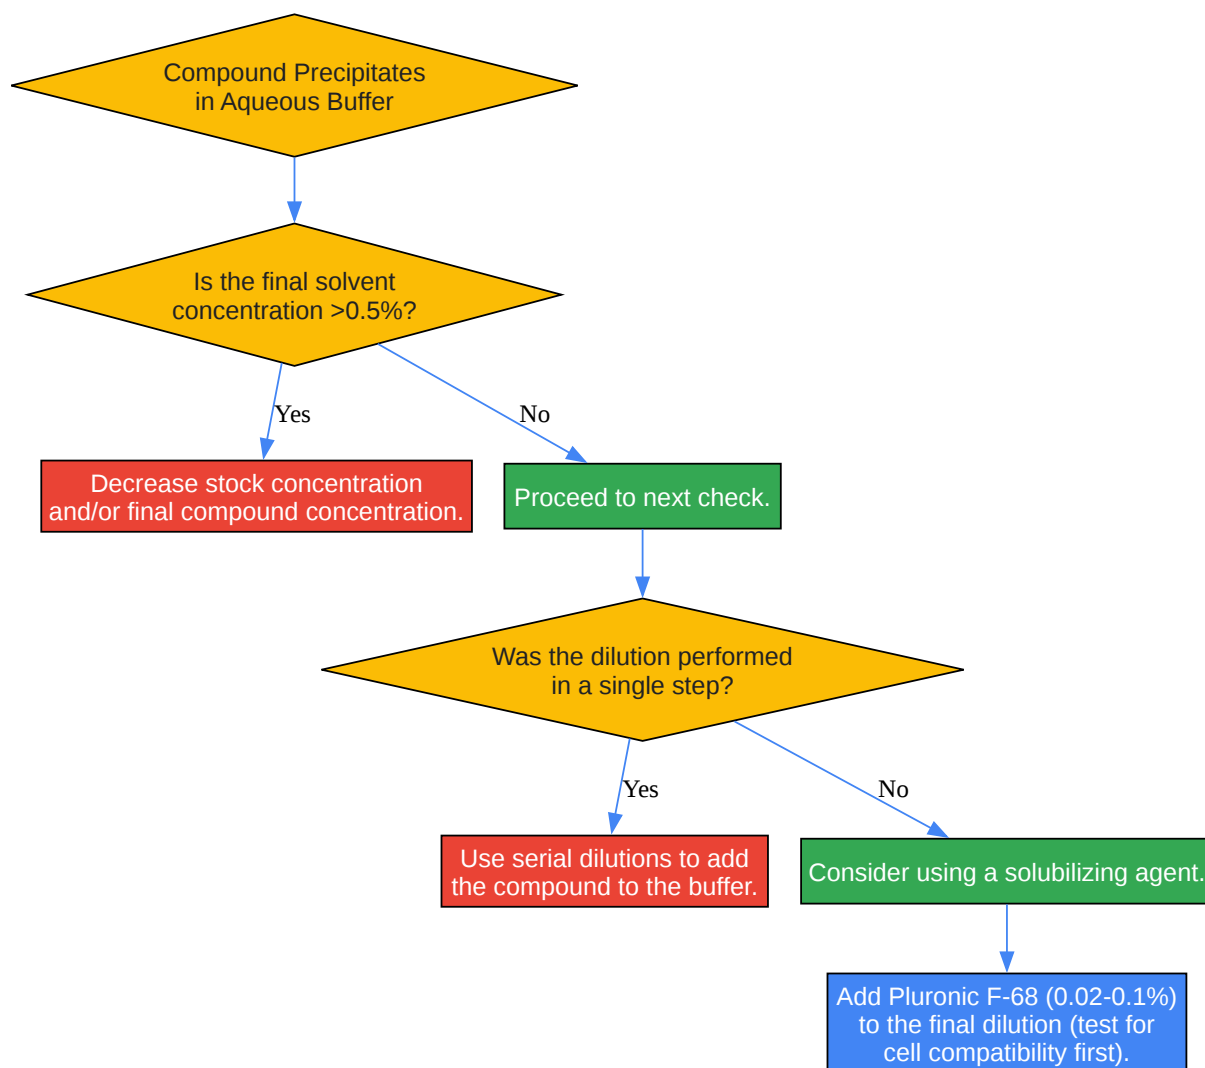 Compound Precipitates
in Aqueous Buffer
Is the final solvent
concentration >0.5%?
Yes
No
Decrease stock concentration
and/or final compound concentration.
Proceed to next check.
Was the dilution performed
in a single step?
Yes
No
Use serial dilutions to add
the compound to the buffer.
Consider using a solubilizing agent.
Add Pluronic F-68 (0.02-0.1%)
to the final dilution (test for
cell compatibility first).